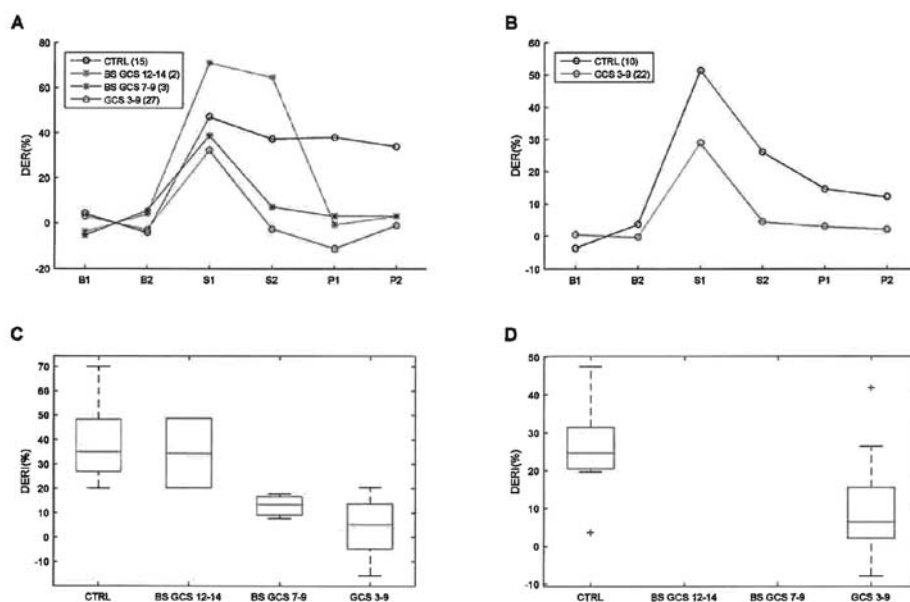 A
80
60
40
20
0
-20
DER(%)
CTRL (15)
BS GCS 12-14 (2)
BS GCS 7-9 (3)
GCS 3-9 (27)
B1 B2 S1 S2 P1 P2
B
60
50
40
30
20
10
0
-10
DER(%)
CTRL (10)
GCS 3-9 (22)
B1 B2 S1 S2 P1 P2
C
70
60
50
40
30
20
10
0
-10
DERI(%)
CTRL BS GCS 12-14 BS GCS 7-9 GCS 3-9
D
50
40
30
20
10
0
-10
DERI(%)
CTRL BS GCS 12-14 BS GCS 7-9 GCS 3-9